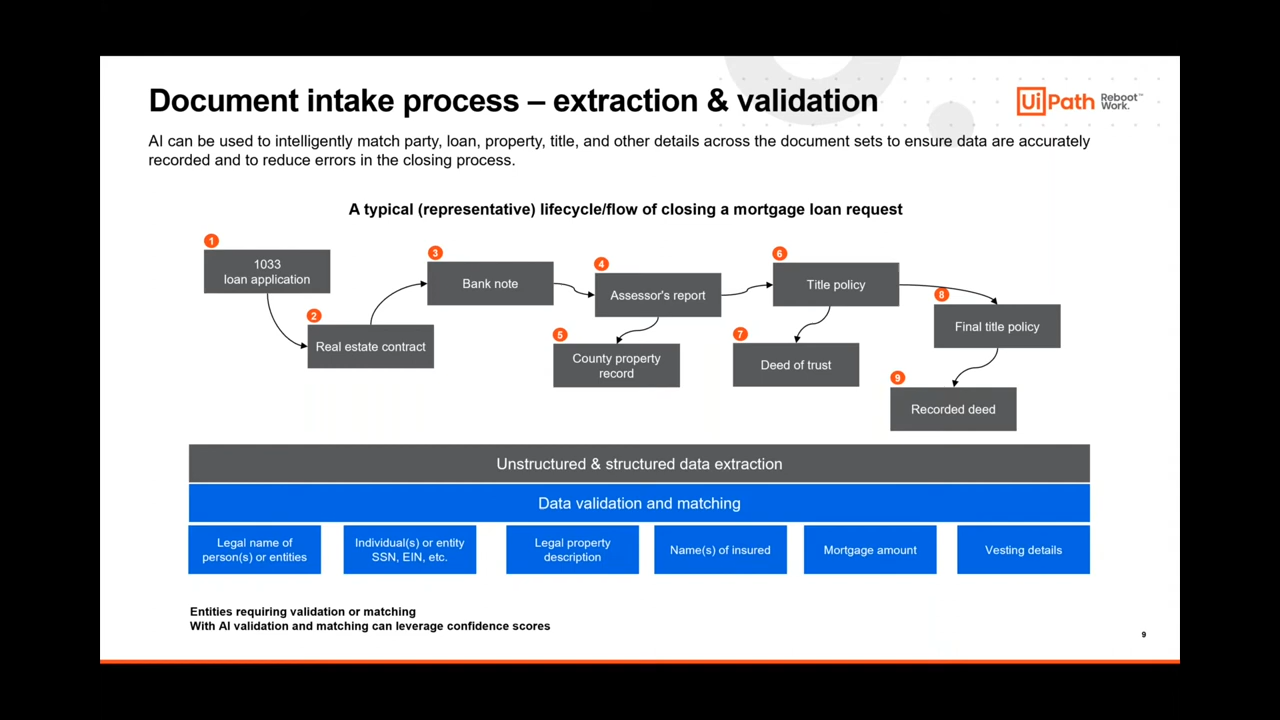 Document intake process – extraction & validation
UiPath Reboot Work.™
AI can be used to intelligently match party, loan, property, title, and other details across the document sets to ensure data are accurately
recorded and to reduce errors in the closing process.
A typical (representative) lifecycle/flow of closing a mortgage loan request
1
1033
loan application
2
Real estate contract
3
Bank note
4
Assessor's report
5
County property
record
6
Title policy
7
Deed of trust
8
Final title policy
9
Recorded deed
Unstructured & structured data extraction
Data validation and matching
Legal name of
person(s) or entities
Individual(s) or entity
SSN, EIN, etc.
Legal property
description
Name(s) of insured
Mortgage amount
Vesting details
Entities requiring validation or matching
With AI validation and matching can leverage confidence scores
9